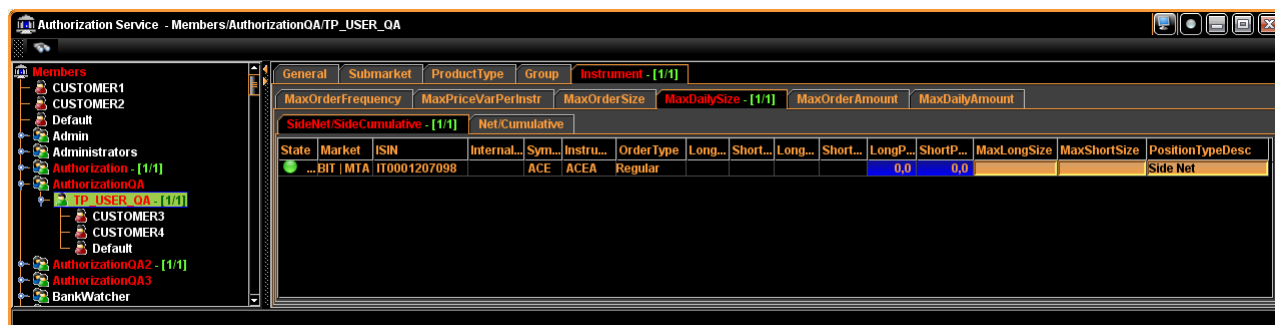 Authorization Service - Members/AuthorizationQA/TP_USER_QA
Members
CUSTOMER1
CUSTOMER2
Default
Admin
Administrators
Authorization - [1/1]
AuthorizationQA
TP_USER_QA - [1/1]
CUSTOMER3
CUSTOMER4
Default
AuthorizationQA2 - [1/1]
AuthorizationQA3
BankWatcher
General Submarket ProductType Group Instrument - [1/1]
MaxOrderFrequency MaxPriceVarPerInstr MaxOrderSize MaxDailySize - [1/1] MaxOrderAmount MaxDailyAmount
SideNet/SideCumulative - [1/1] Net/Cumulative
State Market ISIN Internal... Sym... Instru... OrderType Long... Short... Long... Short... LongP... ShortP... MaxLongSize MaxShortSize PositionTypeDesc
... BIT | MTA IT0001207098 ACE ACEA Regular 0,0 0,0 Side Net